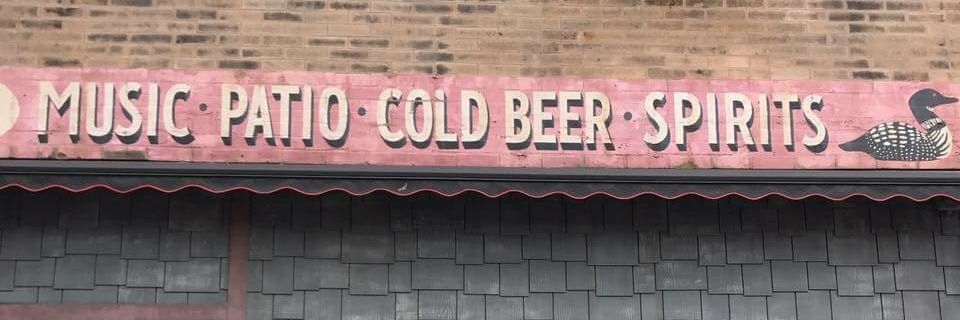 MUSIC · PATIO · COLD BEER · SPIRITS